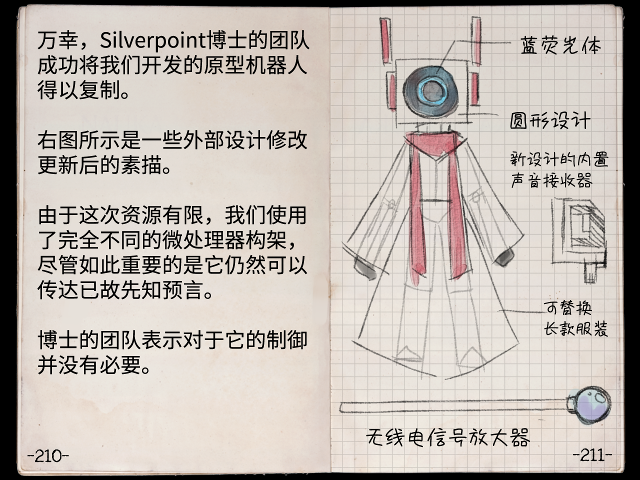 万幸，Silverpoint博士的团队
成功将我们开发的原型机器人
得以复制。
右图所示是一些外部设计修改
更新后的素描。
由于这次资源有限，我们使用
了完全不同的微处理器构架，
尽管如此重要的是它仍然可以
传达已故先知预言。
博士的团队表示对于它的制御
并没有必要。
-210-
蓝荧光体
圆形设计
新设计的内置
声音接收器
可替换
长款服装
无线电信号放大器
-211-